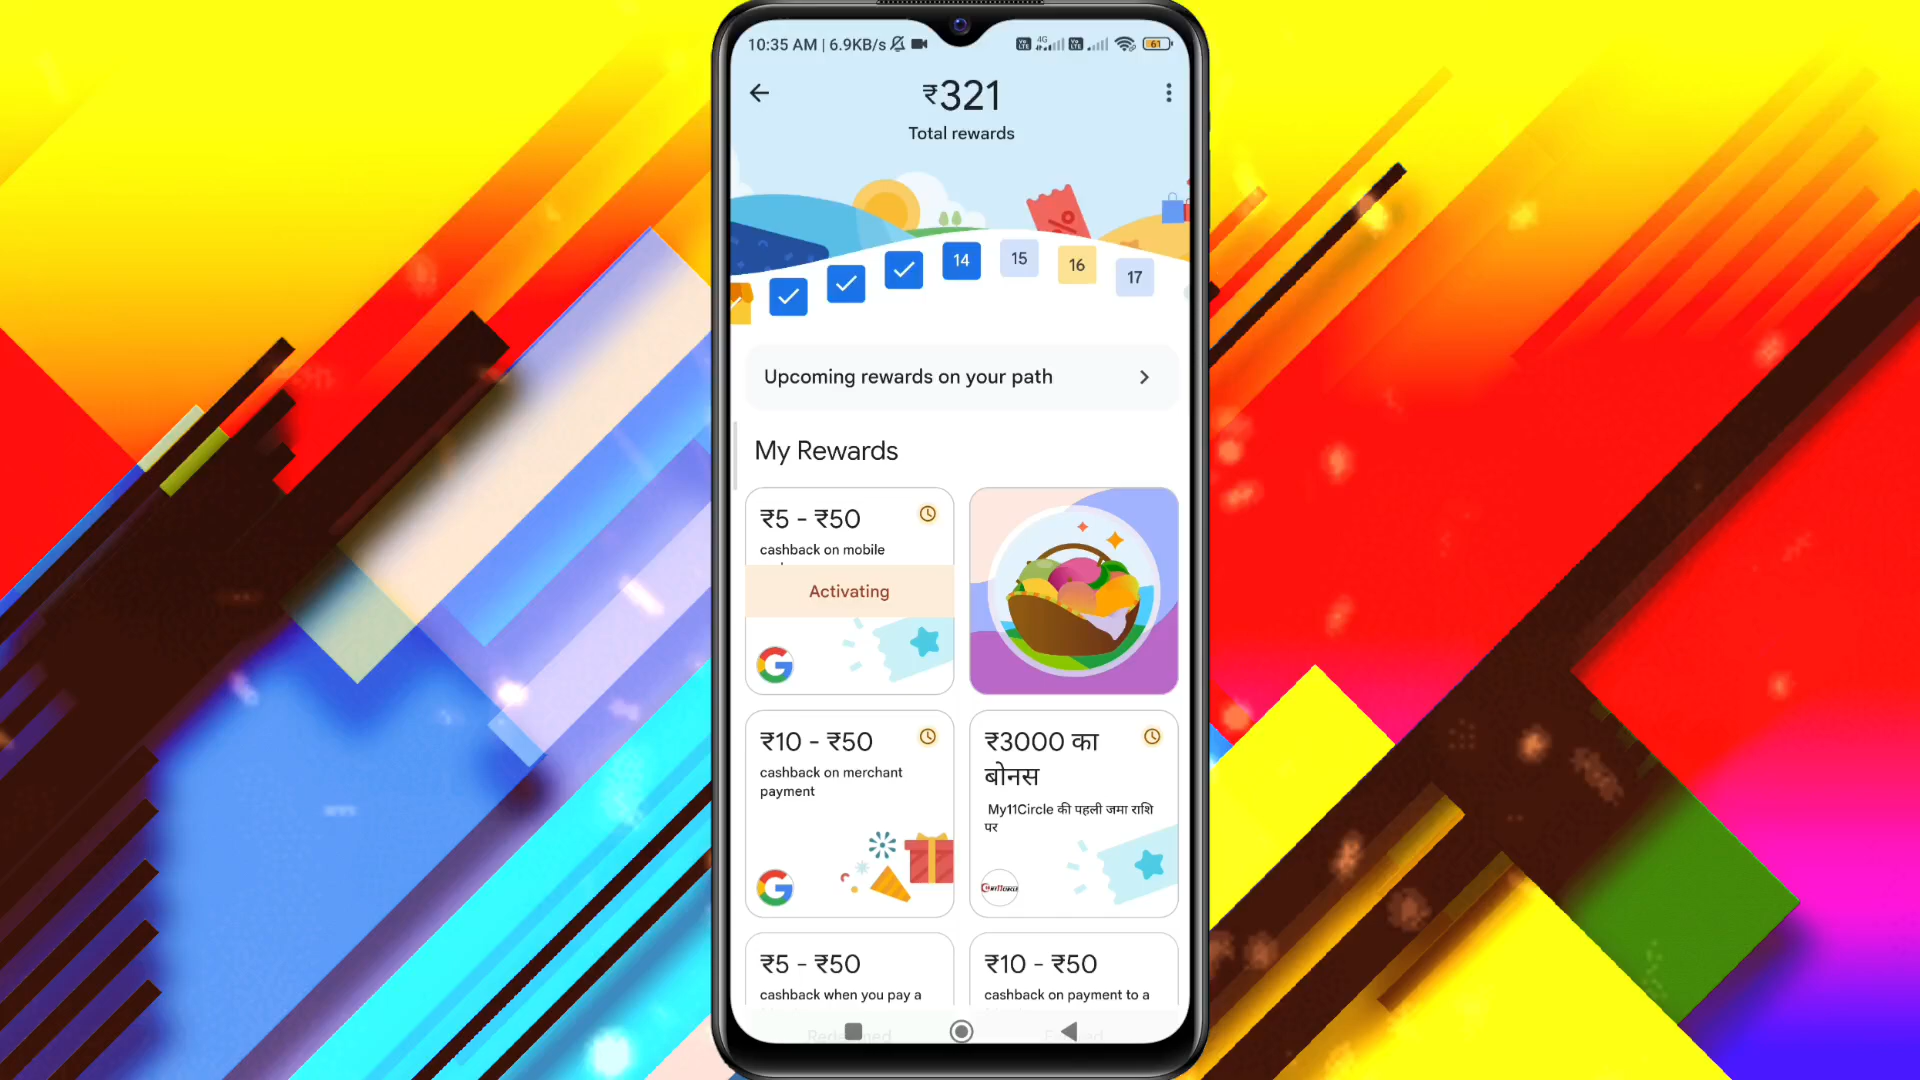 10:35 AM | 6.9KB/s
4G
61
₹321
Total rewards
%
14
15
16
17
Upcoming rewards on your path
My Rewards
₹5 - ₹50
cashback on mobile
Activating
₹10 - ₹50
cashback on merchant
payment
₹3000 का
बोनस
My11Circle की पहली जमा राशि
पर
₹5 - ₹50
cashback when you pay a
₹10 - ₹50
cashback on payment to a